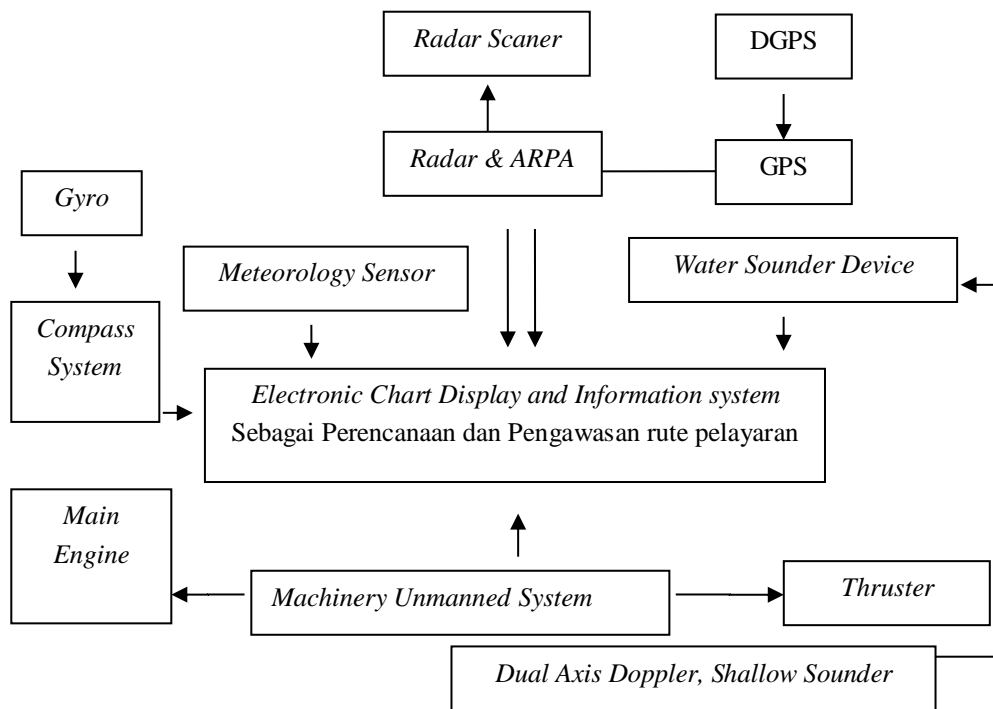 Radar Scaner
DGPS
Radar & ARPA
GPS
Gyro
Meteorology Sensor
Water Sounder Device
Compass
System
Electronic Chart Display and Information system
Sebagai Perencanaan dan Pengawasan rute pelayaran
Main
Engine
Machinery Unmanned System
Thruster
Dual Axis Doppler, Shallow Sounder